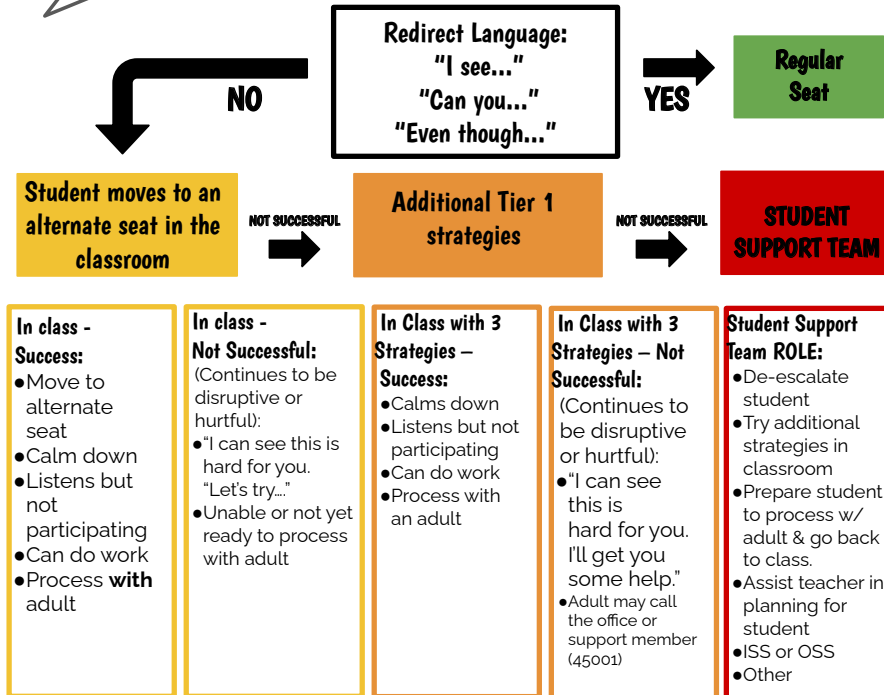 Redirect Language:
“I see...”
“Can you...”
“Even though...”
NO
YES
Regular
Seat
Student moves to an
alternate seat in the
classroom
NOT SUCCESSFUL
Additional Tier 1
strategies
NOT SUCCESSFUL
STUDENT
SUPPORT TEAM
In class -
Success:
●Move to
alternate
seat
●Calm down
●Listens but
not
participating
●Can do work
●Process with
adult
In class -
Not Successful:
(Continues to be
disruptive or
hurtful):
●“I can see this is
hard for you.
“Let’s try….”
●Unable or not yet
ready to process
with adult
In Class with 3
Strategies –
Success:
●Calms down
●Listens but not
participating
●Can do work
●Process with
an adult
In Class with 3
Strategies – Not
Successful:
(Continues to
be disruptive
or hurtful):
●“I can see
this is
hard for you.
I’ll get you
some help.”
●Adult may call
the office or
support member
(45001)
Student Support
Team ROLE:
●De-escalate
student
●Try additional
strategies in
classroom
●Prepare student
to process w/
adult & go back
to class.
●Assist teacher in
planning for
student
●ISS or OSS
●Other